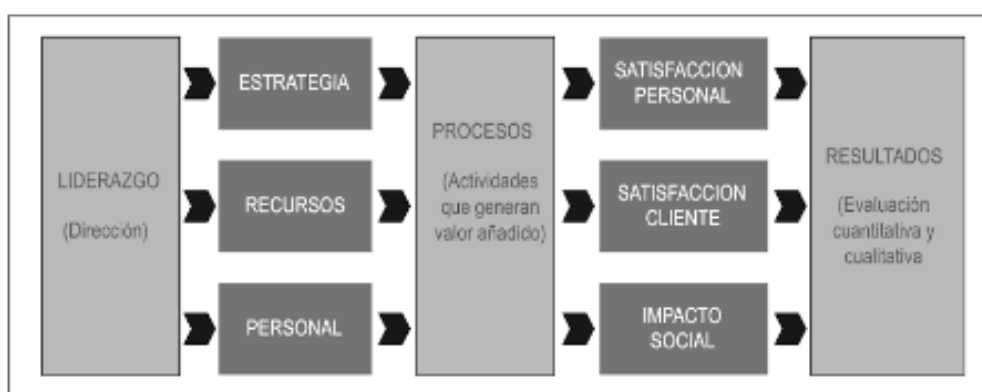 LIDERAZGO
(Dirección)
ESTRATEGIA
RECURSOS
PERSONAL
PROCESOS
(Actividades
que generan
valor añadido)
SATISFACCION
PERSONAL
SATISFACCION
CLIENTE
IMPACTO
SOCIAL
RESULTADOS
(Evaluación
cuantitativa y
cualitativa